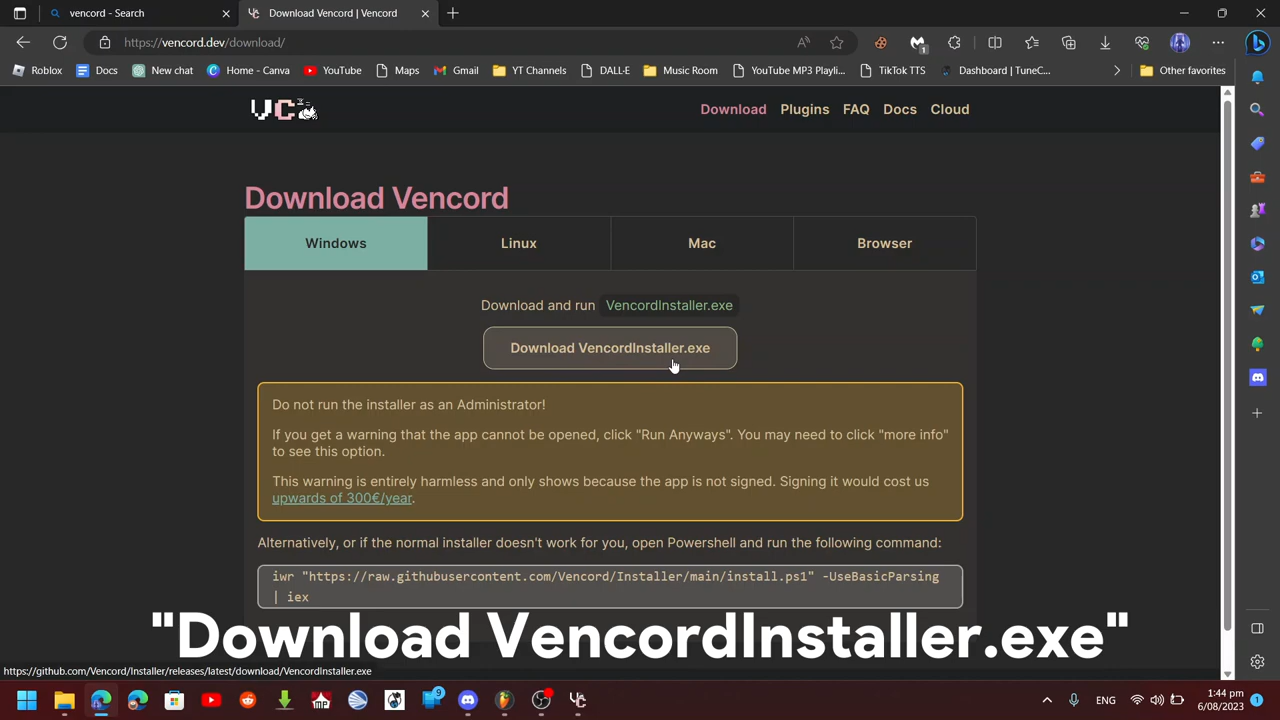 vencord - Search
Download Vencord | Vencord
https://vencord.dev/download/
Roblox
Docs
New chat
Home - Canva
YouTube
Maps
Gmail
YT Channels
DALL-E
Music Room
YouTube MP3 Playli...
TikTok TTS
Dashboard | TuneC...
Other favorites
VC
Download
Plugins
FAQ
Docs
Cloud
Download Vencord
Windows
Linux
Mac
Browser
Download and run VencordInstaller.exe
Download VencordInstaller.exe
Do not run the installer as an Administrator!
If you get a warning that the app cannot be opened, click "Run Anyways". You may need to click "more info"
to see this option.
This warning is entirely harmless and only shows because the app is not signed. Signing it would cost us
upwards of 300€/year.
Alternatively, or if the normal installer doesn't work for you, open Powershell and run the following command:
iwr "https://raw.githubusercontent.com/Vencord/Installer/main/install.ps1" -UseBasicParsing
| iex
"Download VencordInstaller.exe"
https://github.com/Vencord/Installer/releases/latest/download/VencordInstaller.exe
9
ENG
1:44 pm
6/08/2023
1